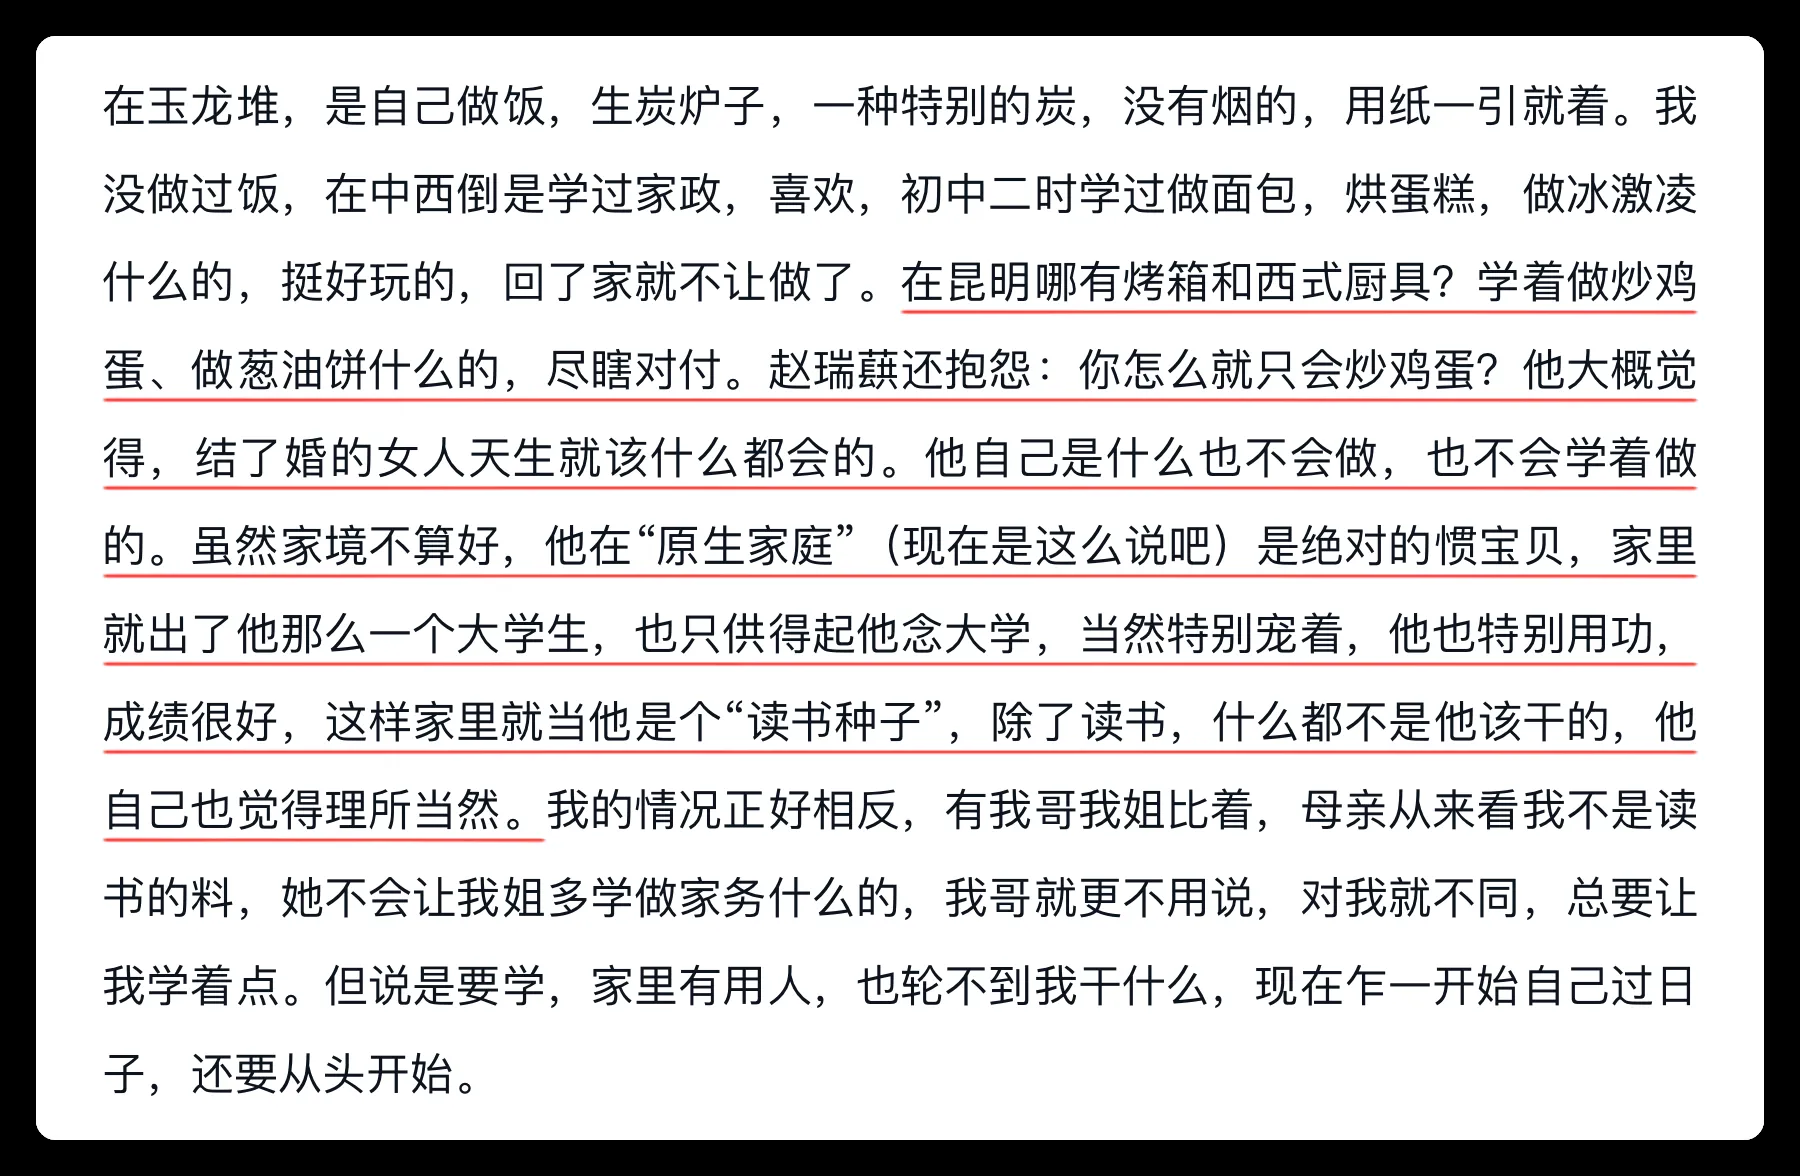 在玉龙堆，是自己做饭，生炭炉子，一种特别的炭，没有烟的，用纸一引就着。我
没做过饭，在中西倒是学过家政，喜欢，初中二时学过做面包，烘蛋糕，做冰激凌
什么的，挺好玩的，回了家就不让做了。在昆明哪有烤箱和西式厨具？学着做炒鸡
蛋、做葱油饼什么的，尽瞎对付。赵瑞蕻还抱怨：你怎么就只会炒鸡蛋？他大概觉
得，结了婚的女人天生就该什么都会的。他自己是什么也不会做，也不会学着做
的。虽然家境不算好，他在“原生家庭”（现在是这么说吧）是绝对的惯宝贝，家里
就出了他那么一个大学生，也只供得起他念大学，当然特别宠着，他也特别用功，
成绩很好，这样家里就当他是个“读书种子”，除了读书，什么都不是他该干的，他
自己也觉得理所当然。我的情况正好相反，有我哥我姐比着，母亲从来看我不是读
书的料，她不会让我姐多学做家务什么的，我哥就更不用说，对我就不同，总要让
我学着点。但说是要学，家里有用人，也轮不到我干什么，现在乍一开始自己过日
子，还要从头开始。